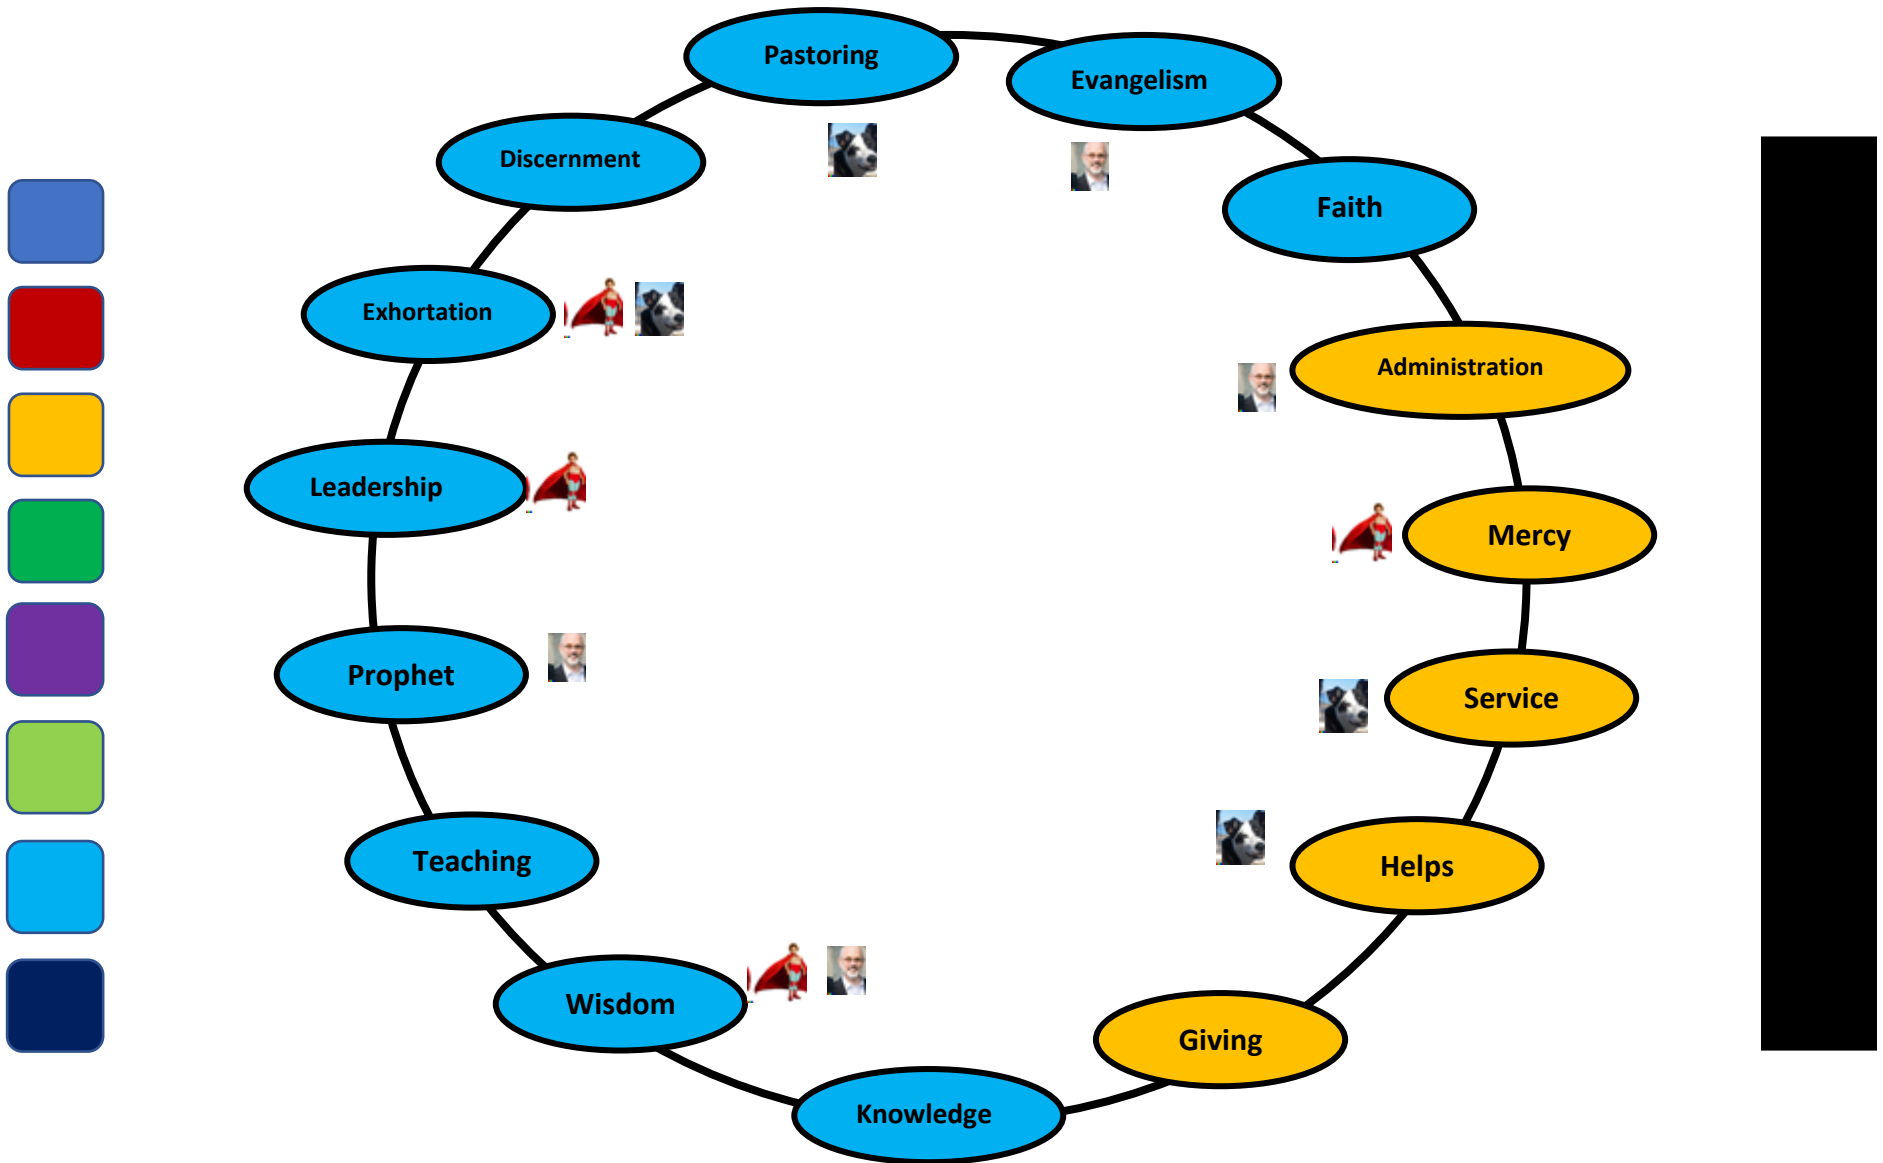 Pastoring
Evangelism
Discernment
Faith
Exhortation
Administration
Leadership
Mercy
Prophet
Service
Teaching
Helps
Wisdom
Giving
Knowledge